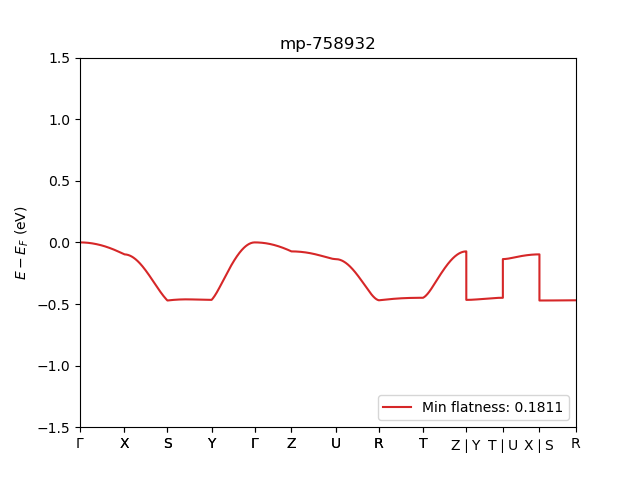 mp-758932
1.5
1.0
0.5
0.0
−0.5
−1.0
−1.5
E − E_F (eV)
Min flatness: 0.1811
Γ X S Y Γ Z U R T Z | Y T | U X | S R